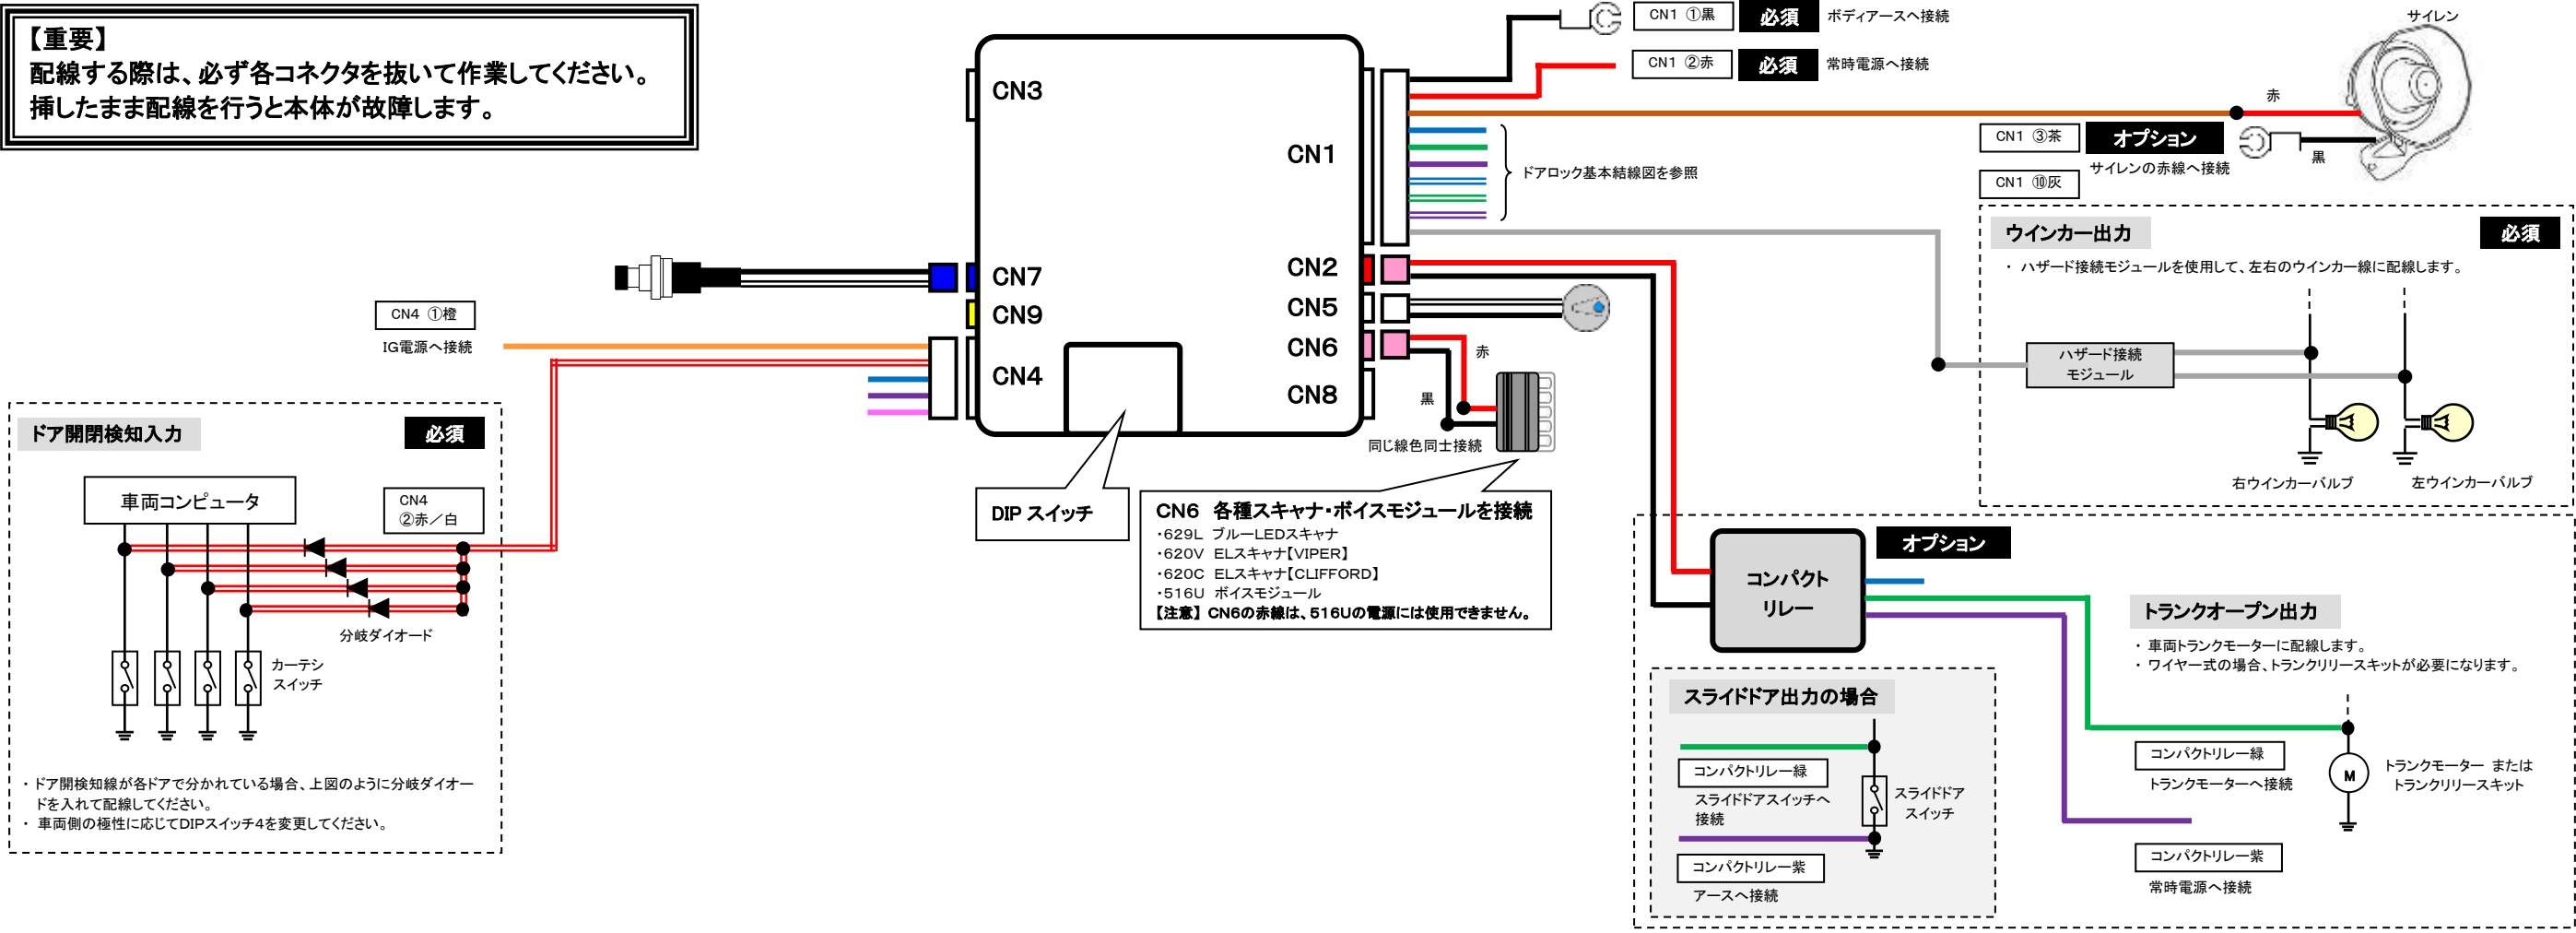 【重要】
配線する際は、必ず各コネクタを抜いて作業してください。
挿したまま配線を行うと本体が故障します。
CN3
CN1
CN7
CN9
CN4
CN2
CN5
CN6
CN8
CN1 ①黒
必須
ボディアースへ接続
CN1 ②赤
必須
常時電源へ接続
サイレン
赤
CN1 ③茶
オプション
黒
サイレンの赤線へ接続
CN1 ⑩灰
ドアロック基本結線図を参照
ウインカー出力
必須
・ ハザード接続モジュールを使用して、左右のウインカー線に配線します。
ハザード接続
モジュール
右ウインカーバルブ
左ウインカーバルブ
CN4 ①橙
IG電源へ接続
赤
黒
同じ線色同士接続
ドア開閉検知入力
必須
車両コンピュータ
CN4
②赤／白
分岐ダイオード
カーテシ
スイッチ
・ ドア開検知線が各ドアで分かれている場合、上図のように分岐ダイオー
ドを入れて配線してください。
・ 車両側の極性に応じてDIPスイッチ4を変更してください。
DIP スイッチ
CN6 各種スキャナ・ボイスモジュールを接続
・629L ブルーLEDスキャナ
・620V ELスキャナ【VIPER】
・620C ELスキャナ【CLIFFORD】
・516U ボイスモジュール
【注意】 CN6の赤線は、516Uの電源には使用できません。
コンパクト
リレー
オプション
トランクオープン出力
・ 車両トランクモーターに配線します。
・ ワイヤー式の場合、トランクリリースキットが必要になります。
スライドドア出力の場合
コンパクトリレー緑
スライドドアスイッチへ
接続
スライドドア
スイッチ
コンパクトリレー紫
アースへ接続
コンパクトリレー緑
トランクモーターへ接続
M
トランクモーター または
トランクリリースキット
コンパクトリレー紫
常時電源へ接続